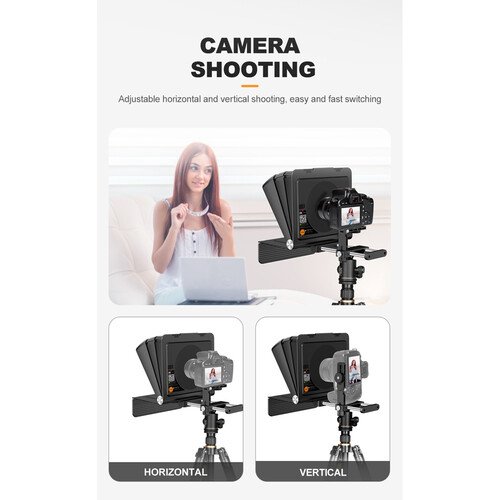 CAMERA
SHOOTING
Adjustable horizontal and vertical shooting, easy and fast switching
HORIZONTAL
VERTICAL